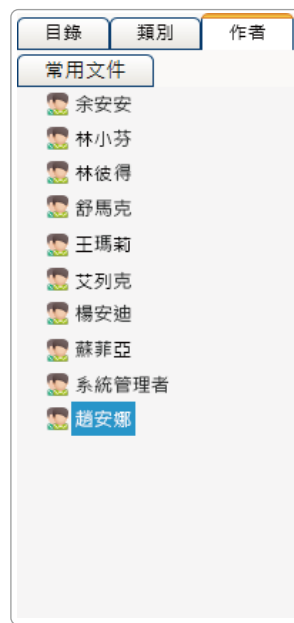 目錄 類別 作者
常用文件
余安安
林小芬
林彼得
舒馬克
王瑪莉
艾列克
楊安迪
蘇菲亞
系統管理者
趙安娜